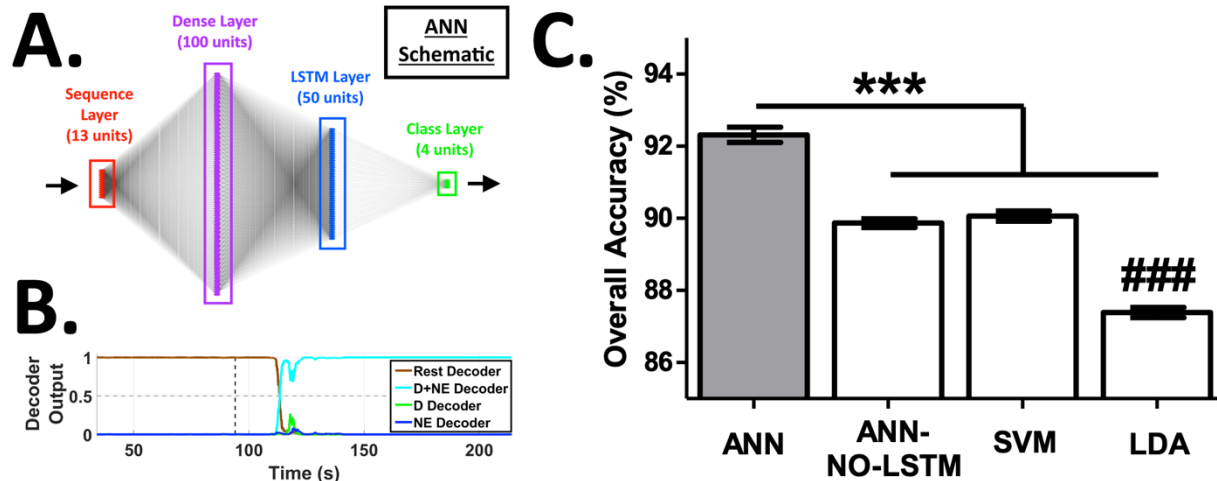 A.
Dense Layer
(100 units)
ANN
Schematic
Sequence
Layer
(13 units)
LSTM Layer
(50 units)
Class Layer
(4 units)
B.
Decoder
Output
1
0.5
0
Rest Decoder
D+NE Decoder
D Decoder
NE Decoder
50
100
150
200
Time (s)
C.
Overall Accuracy (%)
94
92
90
88
86
***
###
ANN
ANN-
NO-LSTM
SVM
LDA